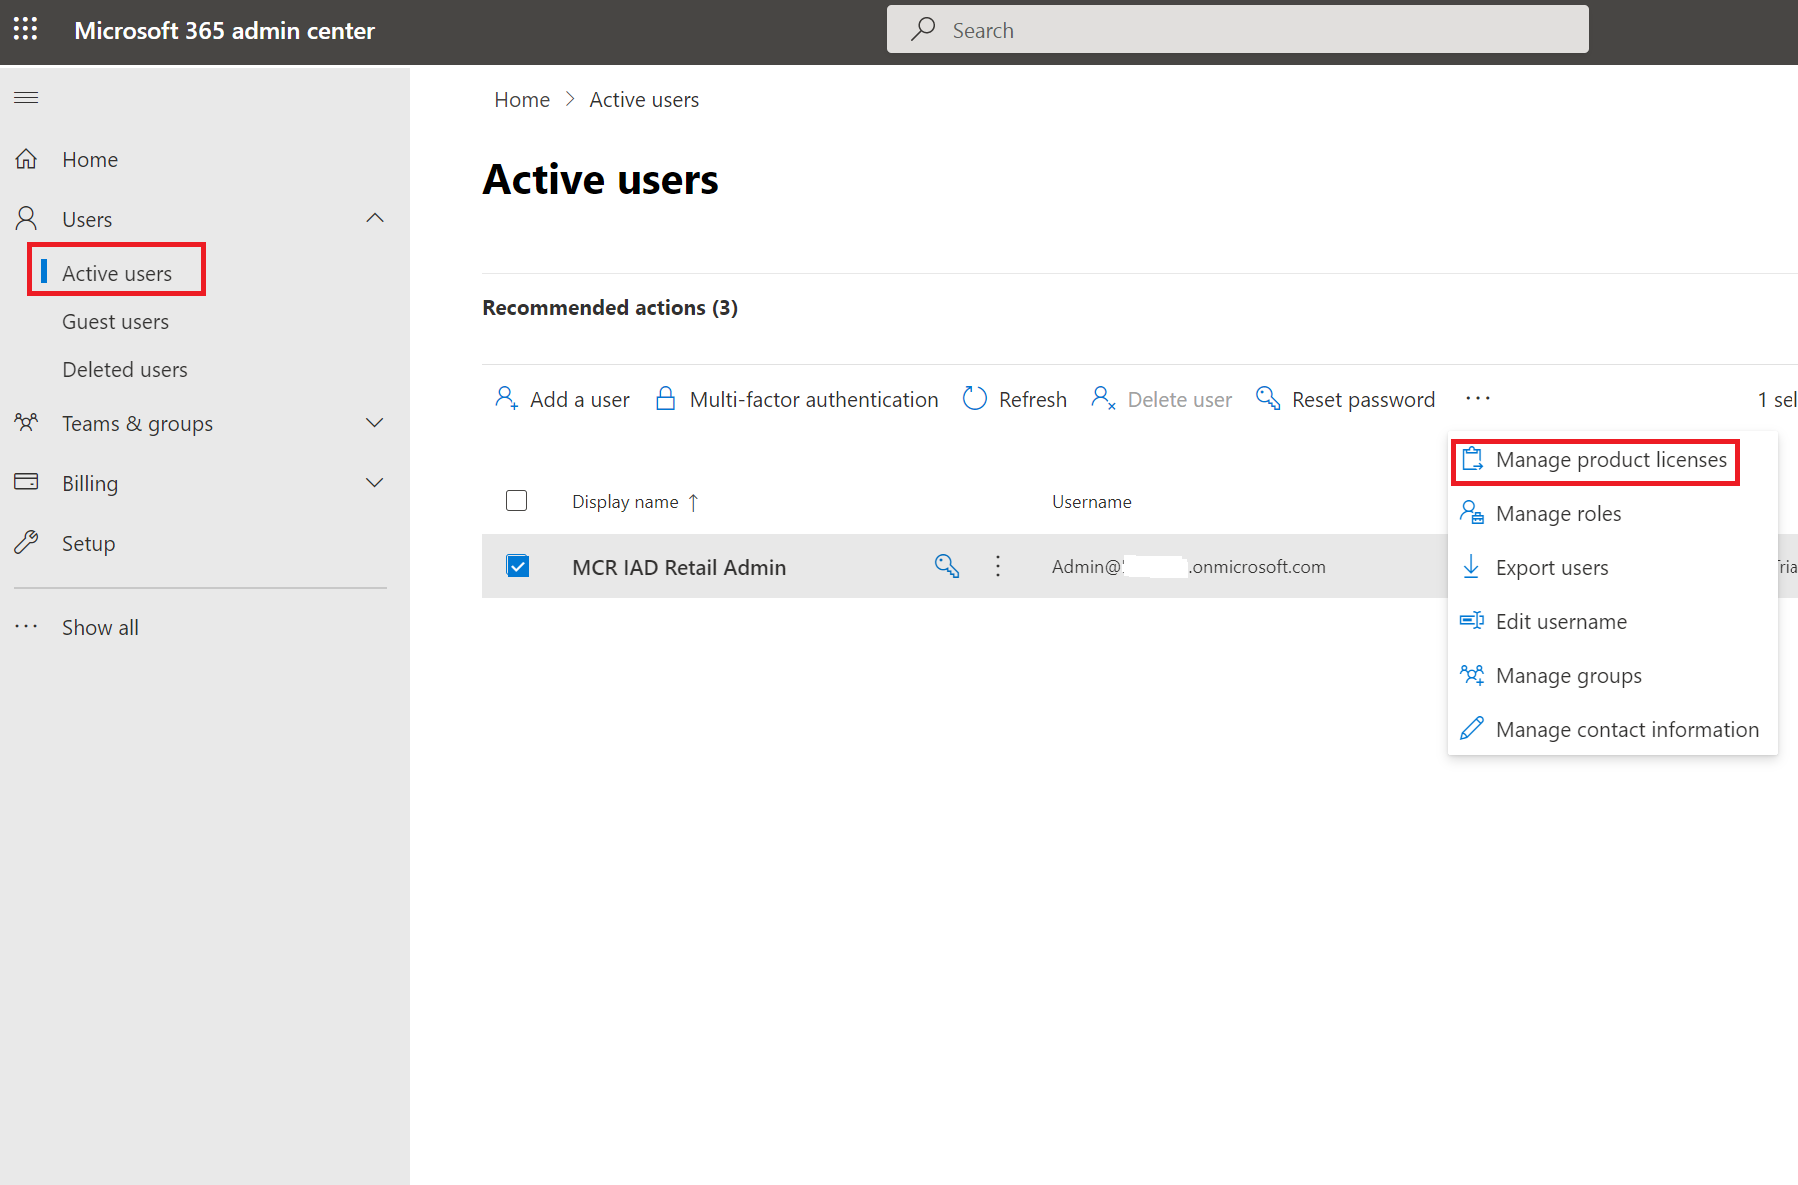 Microsoft 365 admin center
Search
Home
Users
Active users
Guest users
Deleted users
Teams & groups
Billing
Setup
Show all
Home > Active users
Active users
Recommended actions (3)
Add a user Multi-factor authentication Refresh Delete user Reset password ··· 1 sel
Display name ↑ Username
MCR IAD Retail Admin Admin@ .onmicrosoft.com
Manage product licenses
Manage roles
Export users
Edit username
Manage groups
Manage contact information